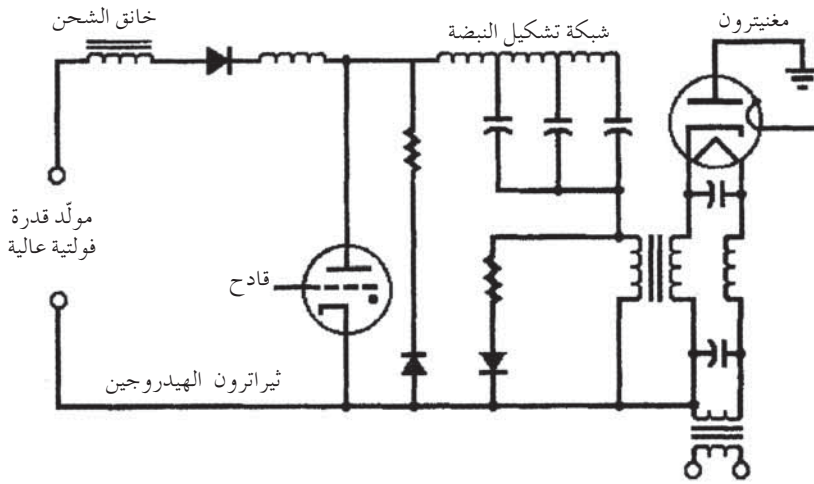 خانق الشحن
شبكة تشكيل النبضة
مغنيترون
مولّد قدرة
فولتية عالية
قادح
ثيراترون الهيدروجين